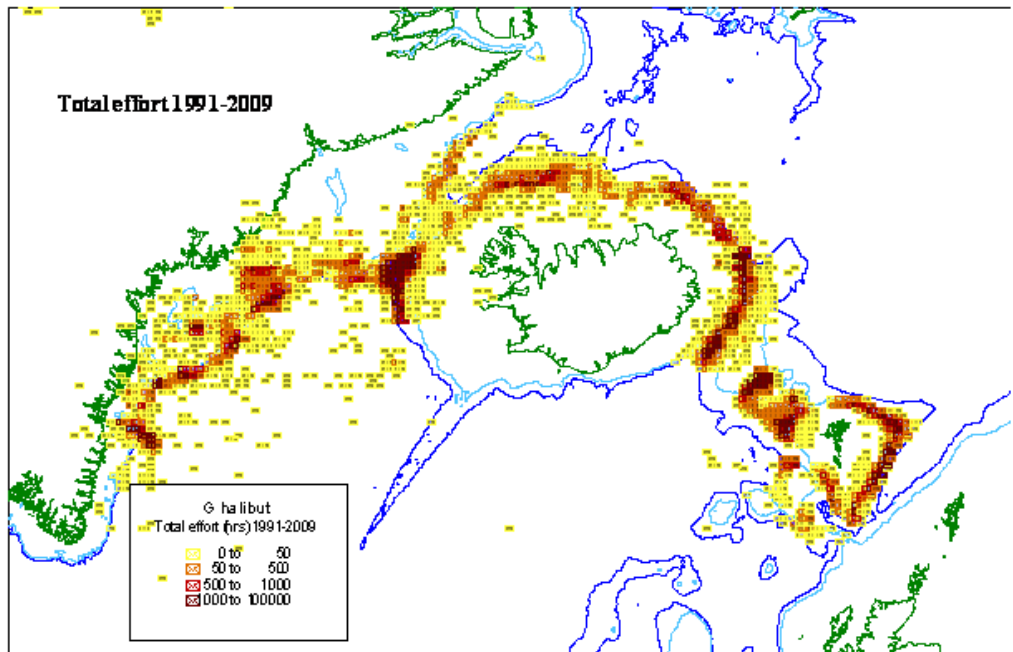 Total effort 1991-2009
G halibut
Total effort (hrs) 1991-2009
0 to 50
50 to 500
500 to 1000
000 to 100000